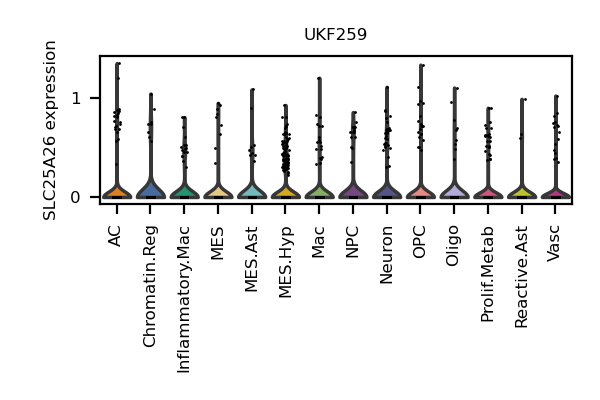 UKF259
SLC25A26 expression
1
0
AC
Chromatin.Reg
Inflammatory.Mac
MES
MES.Ast
MES.Hyp
Mac
NPC
Neuron
OPC
Oligo
Prolif.Metab
Reactive.Ast
Vasc